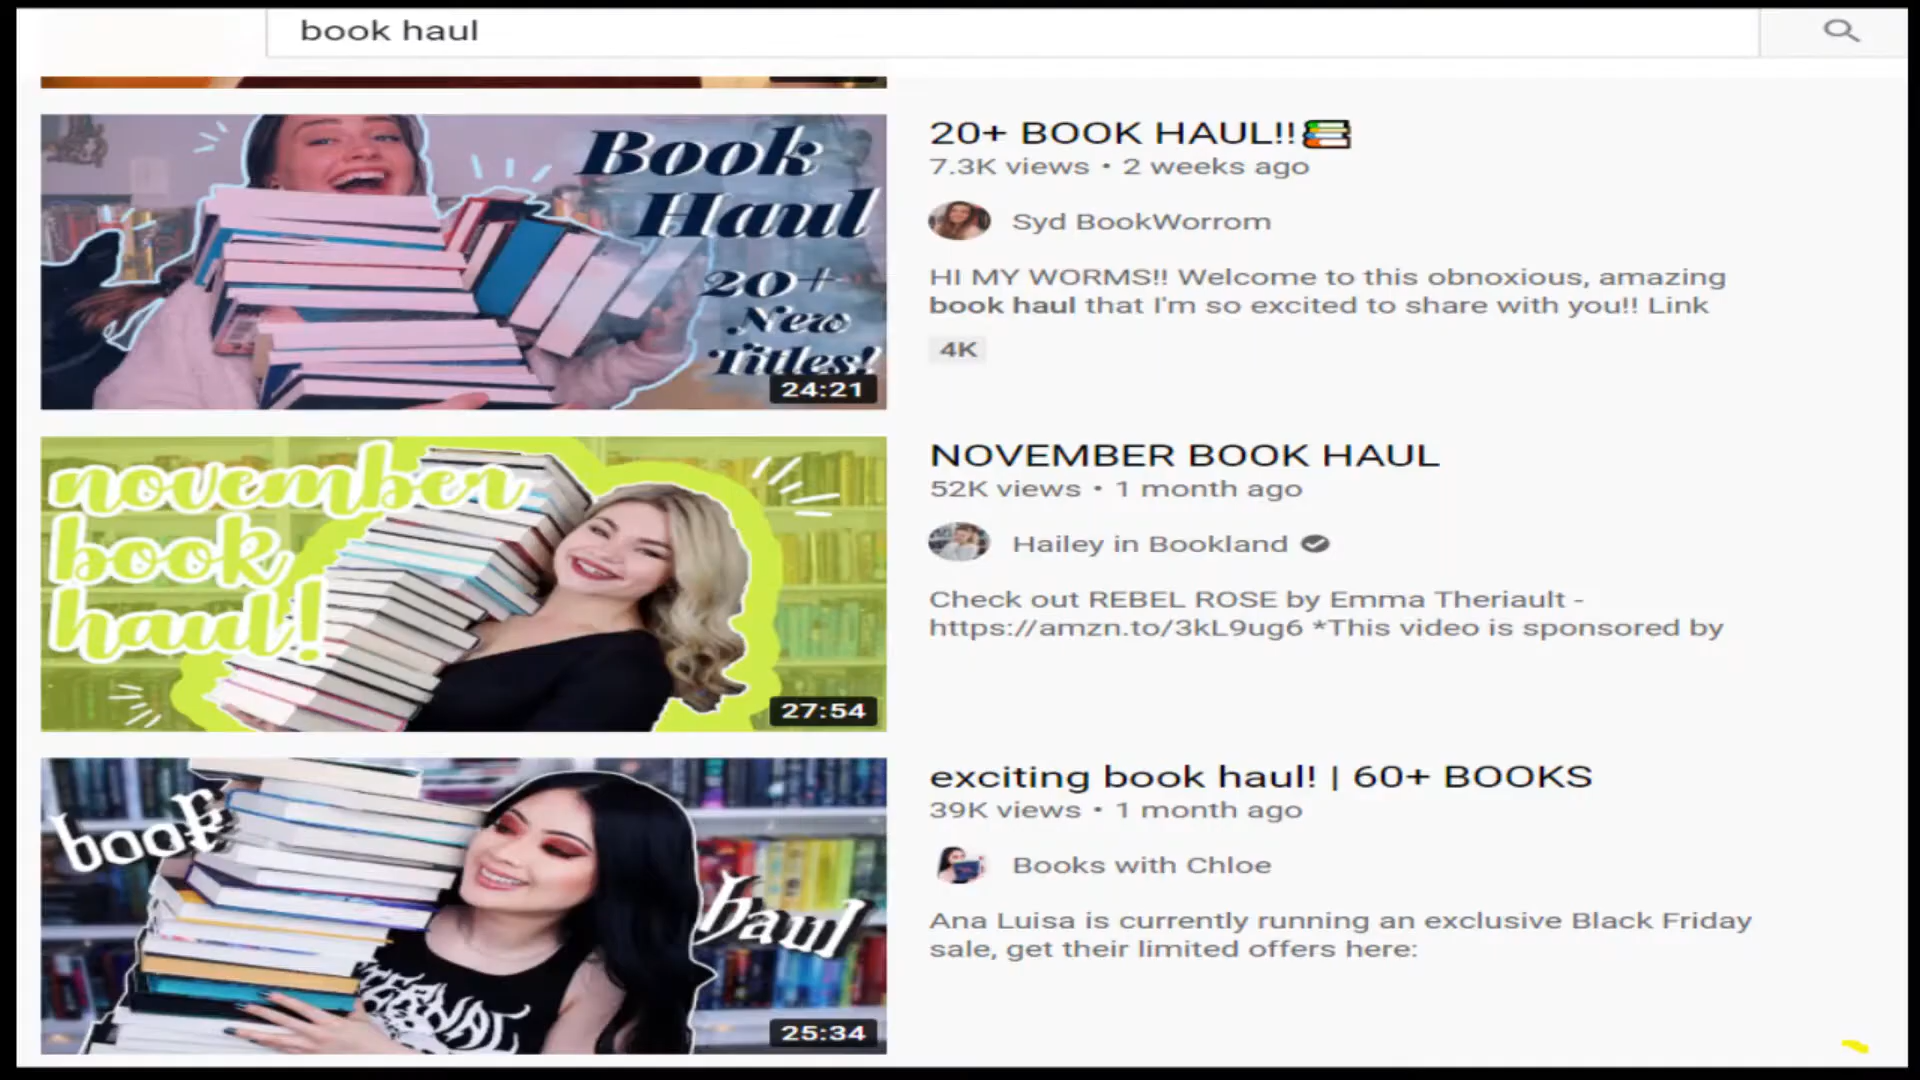 book haul
Book
Haul
20+
New
Titles!
24:21
20+ BOOK HAUL!!📚
7.3K views • 2 weeks ago
Syd BookWorrom
HI MY WORMS!! Welcome to this obnoxious, amazing
book haul that I'm so excited to share with you!! Link
4K
november
book
haul!
27:54
NOVEMBER BOOK HAUL
52K views • 1 month ago
Hailey in Bookland
Check out REBEL ROSE by Emma Theriault -
https://amzn.to/3kL9ug6 *This video is sponsored by
book
haul
25:34
exciting book haul! | 60+ BOOKS
39K views • 1 month ago
Books with Chloe
Ana Luisa is currently running an exclusive Black Friday
sale, get their limited offers here: